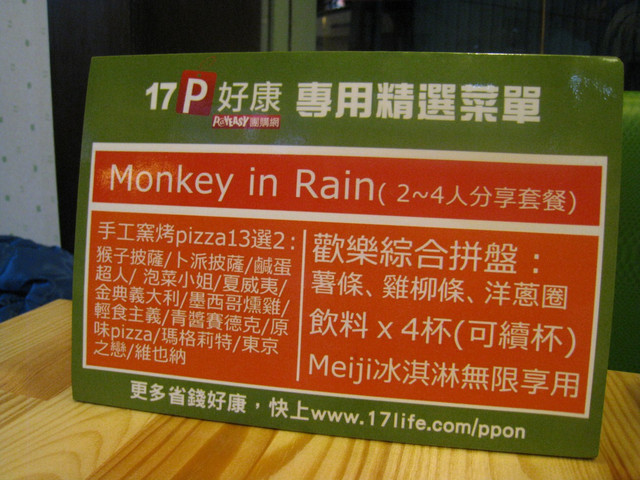 17P好康 專用精選菜單
PayEASY團購網
Monkey in Rain( 2~4人分享套餐)
手工窯烤pizza13選2：
猴子披薩/卜派披薩/鹹蛋
超人/ 泡菜小姐/夏威夷/
金典義大利/墨西哥燻雞/
輕食主義/青醬賽德克/原
味pizza/瑪格莉特/東京
之戀/維也納
歡樂綜合拼盤：
薯條、雞柳條、洋蔥圈
飲料 x 4杯(可續杯)
Meiji冰淇淋無限享用
更多省錢好康，快上www.17life.com/ppon